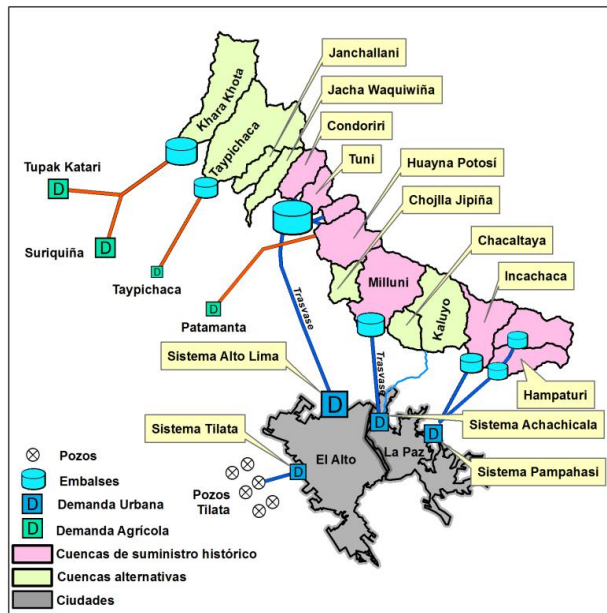 Janchallani
Jacha Waquiwiña
Condoriri
Tuni
Huayna Potosí
Chojlla Jipiña
Chacaltaya
Incachaca
Khara Khota
Taypichaca
Tupak Katari
Suriquiña
Taypichaca
Patamanta
Milluni
Kaluyo
Trasvase
Trasvase
Hampaturi
Sistema Alto Lima
Sistema Achachicala
Sistema Tilata
Sistema Pampahasi
El Alto
La Paz
Pozos
Tilata
D
D
D
D
D
D
D
D
Pozos
Embalses
D Demanda Urbana
D Demanda Agrícola
Cuencas de suministro histórico
Cuencas alternativas
Ciudades